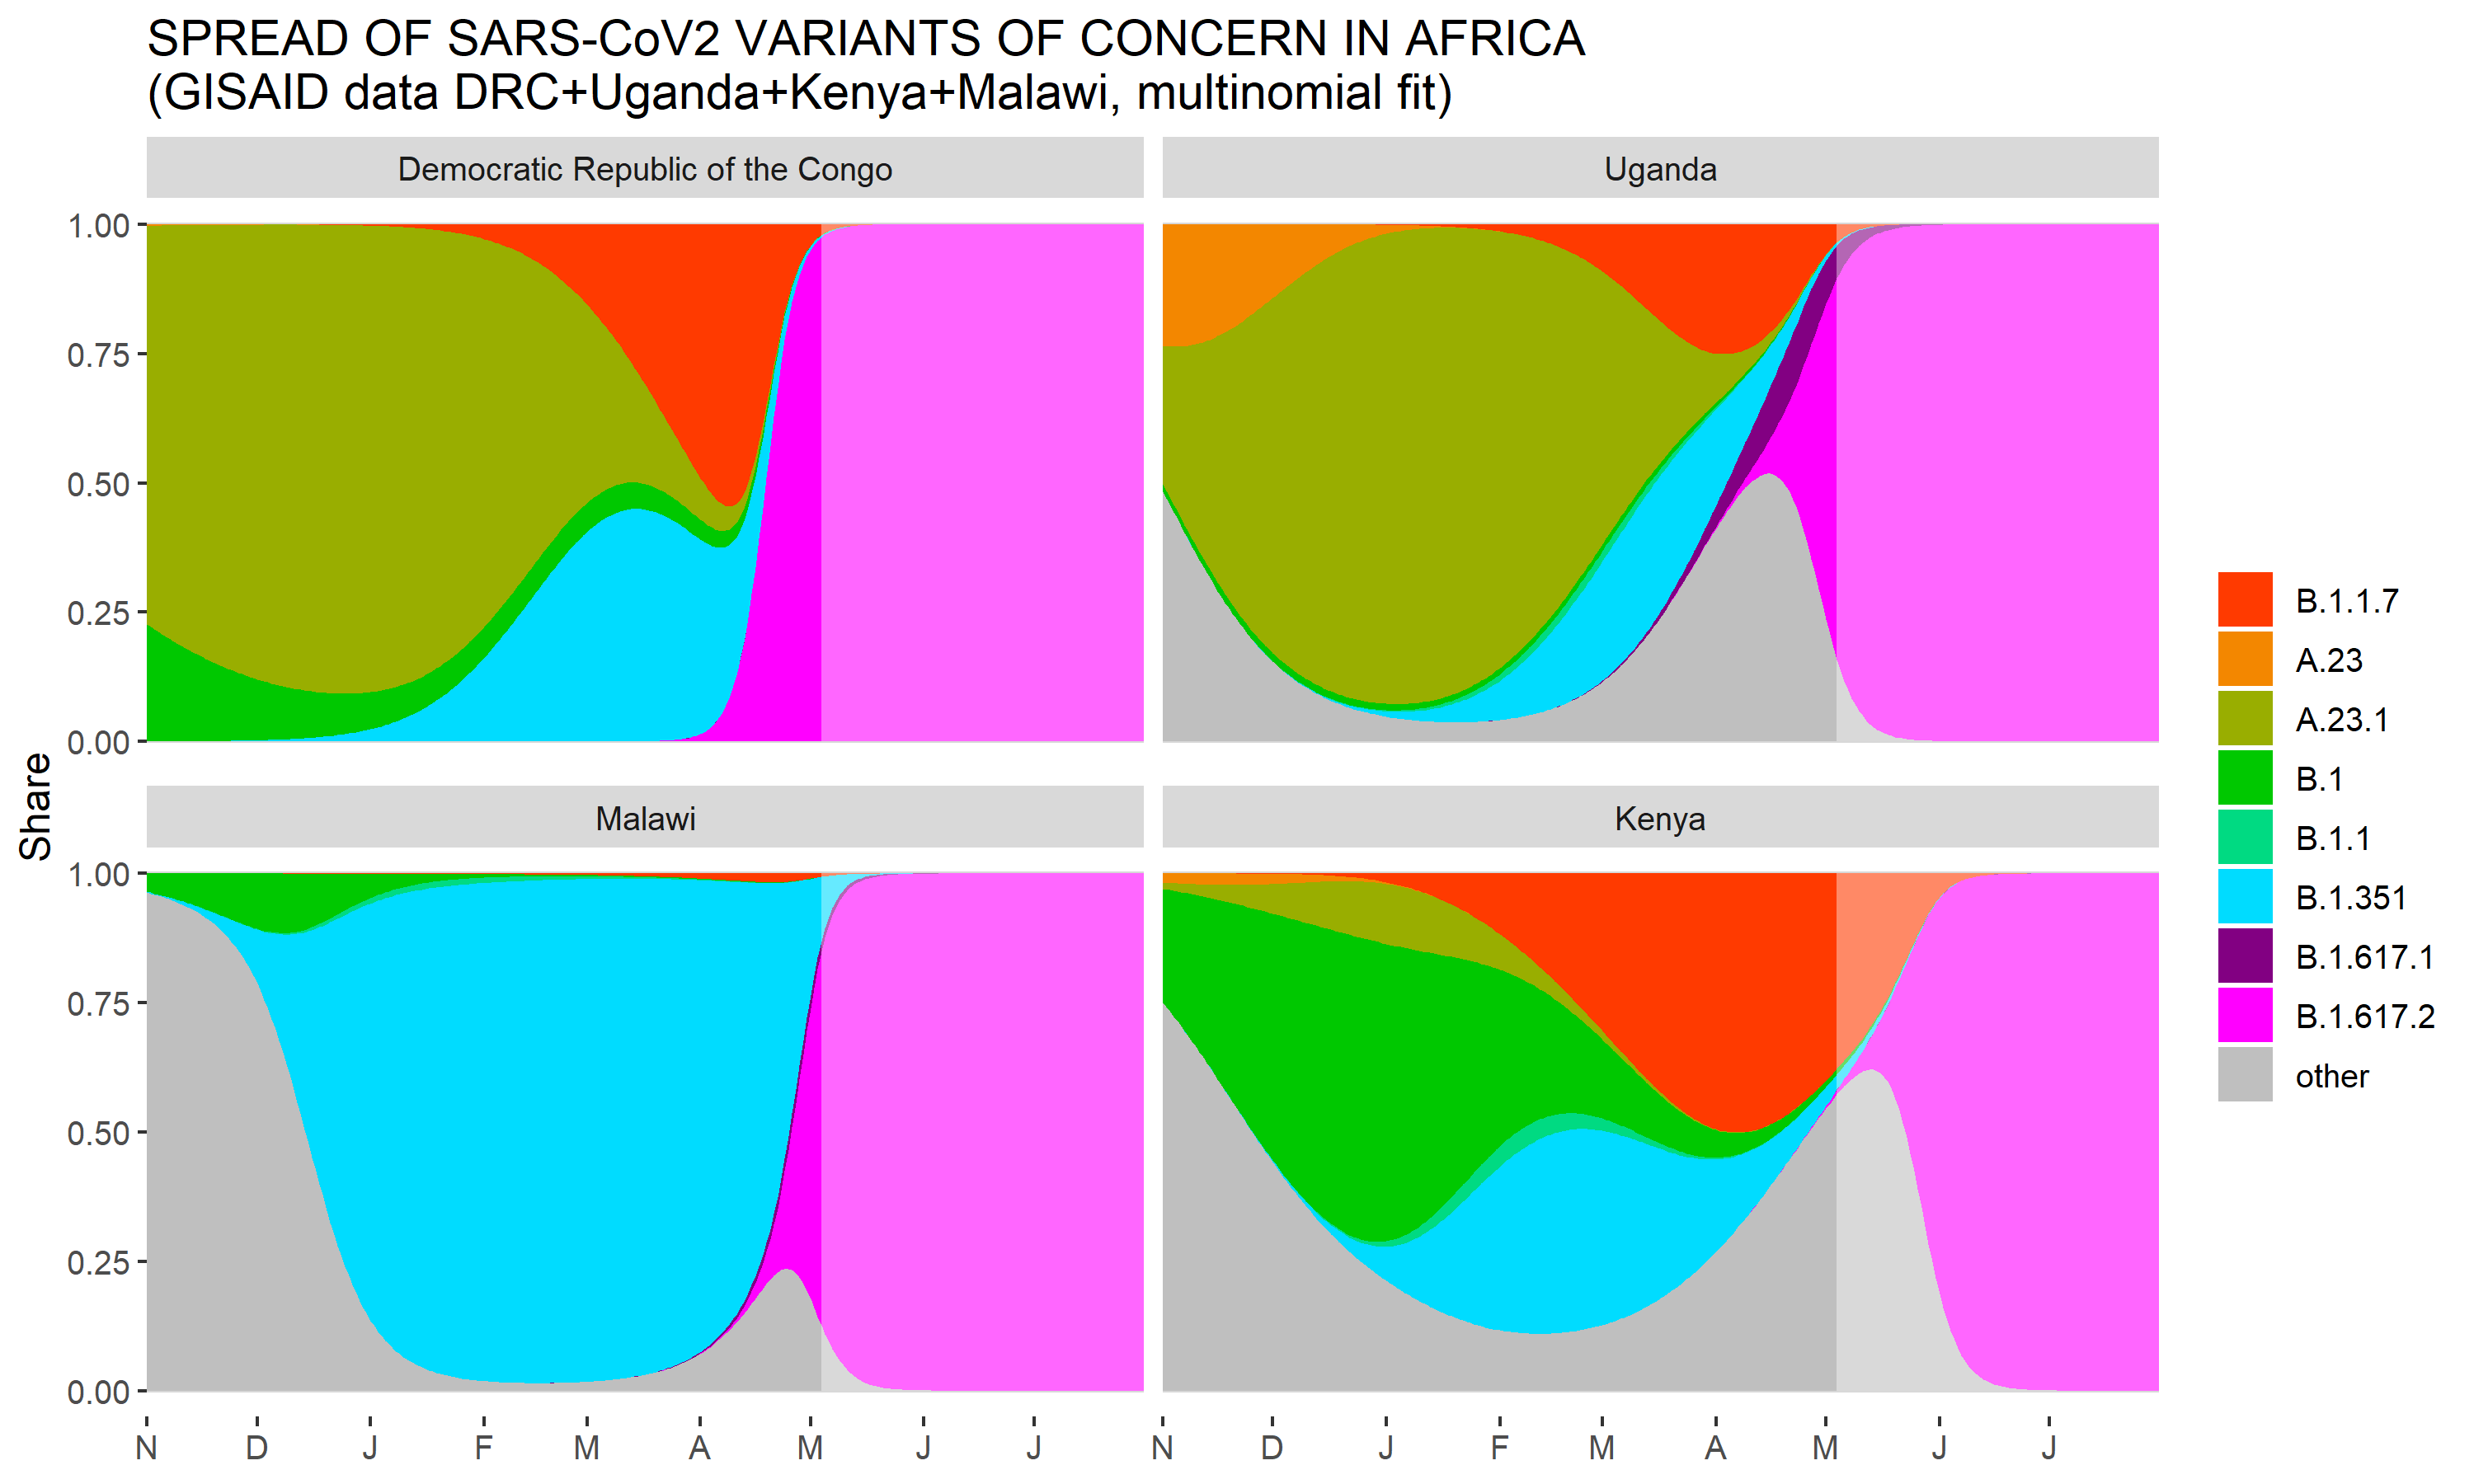 SPREAD OF SARS-CoV2 VARIANTS OF CONCERN IN AFRICA
(GISAID data DRC+Uganda+Kenya+Malawi, multinomial fit)
Democratic Republic of the Congo
Uganda
1.00
0.75
0.50
0.25
0.00
Share
Malawi
Kenya
1.00
0.75
0.50
0.25
0.00
N D J F M A M J J
N D J F M A M J J
B.1.1.7
A.23
A.23.1
B.1
B.1.1
B.1.351
B.1.617.1
B.1.617.2
other